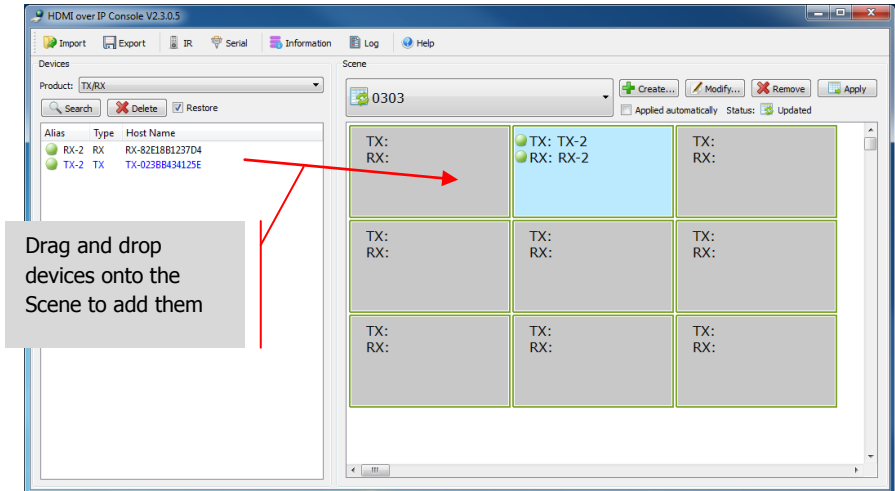 HDMI over IP Console V2.3.0.5
Import Export IR Serial Information Log Help
Devices
Product: TX/RX
Search Delete Restore
Alias Type Host Name
RX-2 RX RX-82E18B1237D4
TX-2 TX TX-023BB434125E
Drag and drop
devices onto the
Scene to add them
Scene
0303
Create... Modify... Remove Apply
Applied automatically Status: Updated
TX: TX: TX-2 TX:
RX: RX: RX-2 RX:
TX: TX: TX:
RX: RX: RX:
TX: TX: TX:
RX: RX: RX: